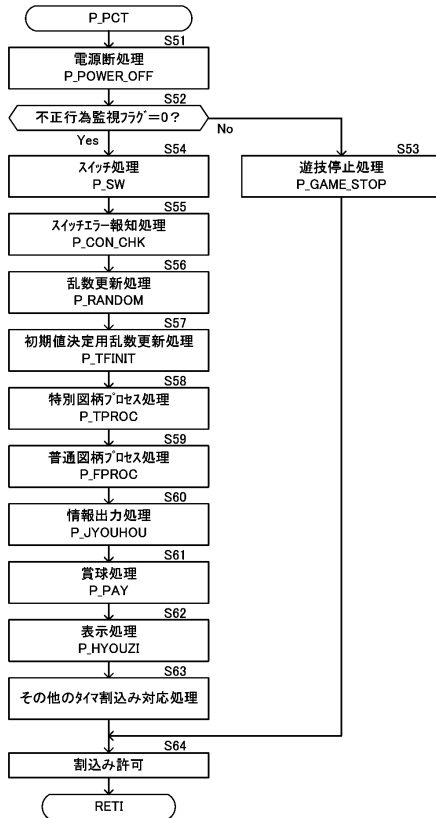 P_PCT
S51
電源断処理
P_POWER_OFF
S52
不正行為監視ﾌﾗｸﾞ=0?
Yes
No
S53
遊技停止処理
P_GAME_STOP
S54
ｽｲｯﾁ処理
P_SW
S55
ｽｲｯﾁｴﾗｰ報知処理
P_CON_CHK
S56
乱数更新処理
P_RANDOM
S57
初期値決定用乱数更新処理
P_TFINIT
S58
特別図柄ﾌﾟﾛｾｽ処理
P_TPROC
S59
普通図柄ﾌﾟﾛｾｽ処理
P_FPROC
S60
情報出力処理
P_JYOUHOU
S61
賞球処理
P_PAY
S62
表示処理
P_HYOUZI
S63
その他のﾀｲﾏ割込み対応処理
S64
割込み許可
RETI